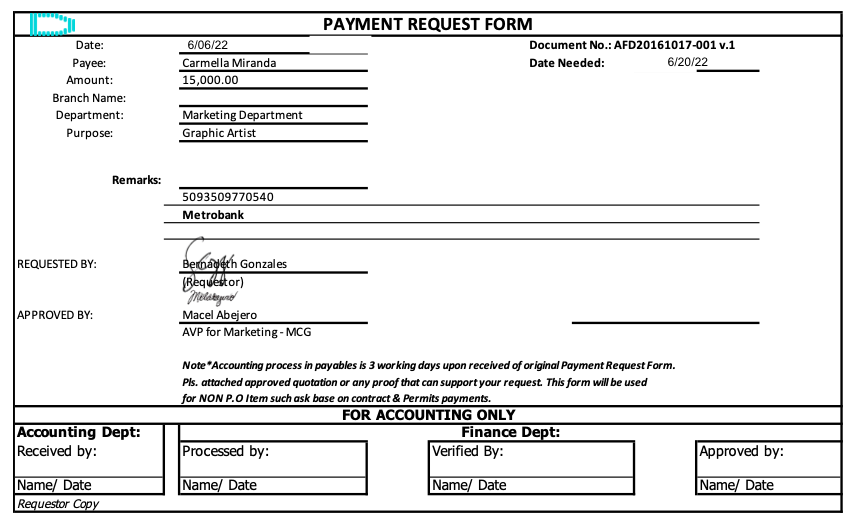 PAYMENT REQUEST FORM
Date: 6/06/22 Document No.: AFD20161017-001 v.1
Payee: Carmella Miranda Date Needed: 6/20/22
Amount: 15,000.00
Branch Name:
Department: Marketing Department
Purpose: Graphic Artist
Remarks:
5093509770540
Metrobank
REQUESTED BY: Bernadeth Gonzales
(Requestor)
APPROVED BY: Macel Abejero
AVP for Marketing - MCG
Note*Accounting process in payables is 3 working days upon received of original Payment Request Form.
Pls. attached approved quotation or any proof that can support your request. This form will be used
for NON P.O Item such ask base on contract & Permits payments.
FOR ACCOUNTING ONLY
Accounting Dept: Finance Dept:
Received by: Processed by: Verified By: Approved by:
Name/ Date Name/ Date Name/ Date Name/ Date
Requestor Copy